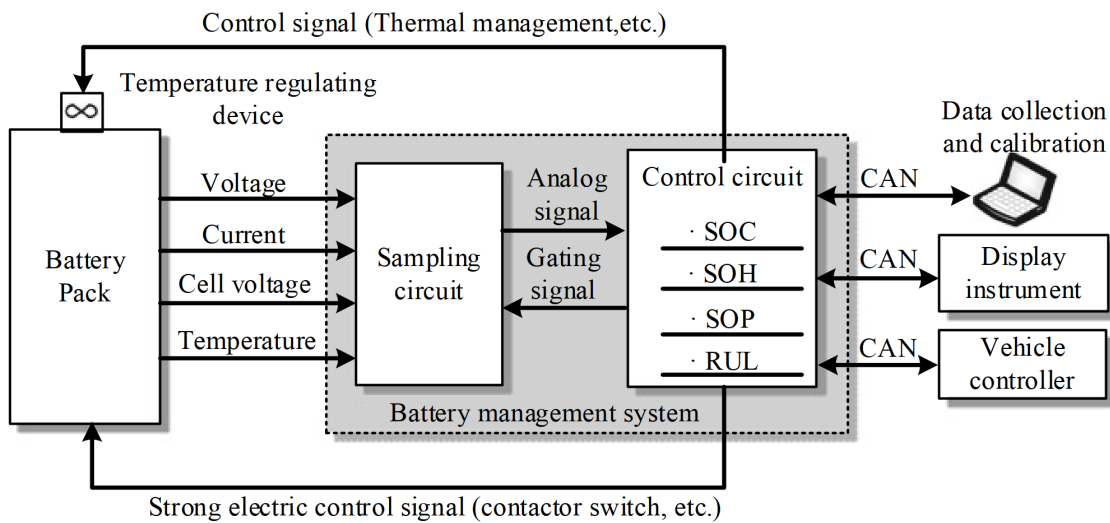 Control signal (Thermal management,etc.)
Temperature regulating
device
Data collection
and calibration
Battery
Pack
Voltage
Current
Cell voltage
Temperature
Sampling
circuit
Analog
signal
Gating
signal
Control circuit
· SOC
· SOH
· SOP
· RUL
CAN
CAN
CAN
Display
instrument
Vehicle
controller
Battery management system
Strong electric control signal (contactor switch, etc.)